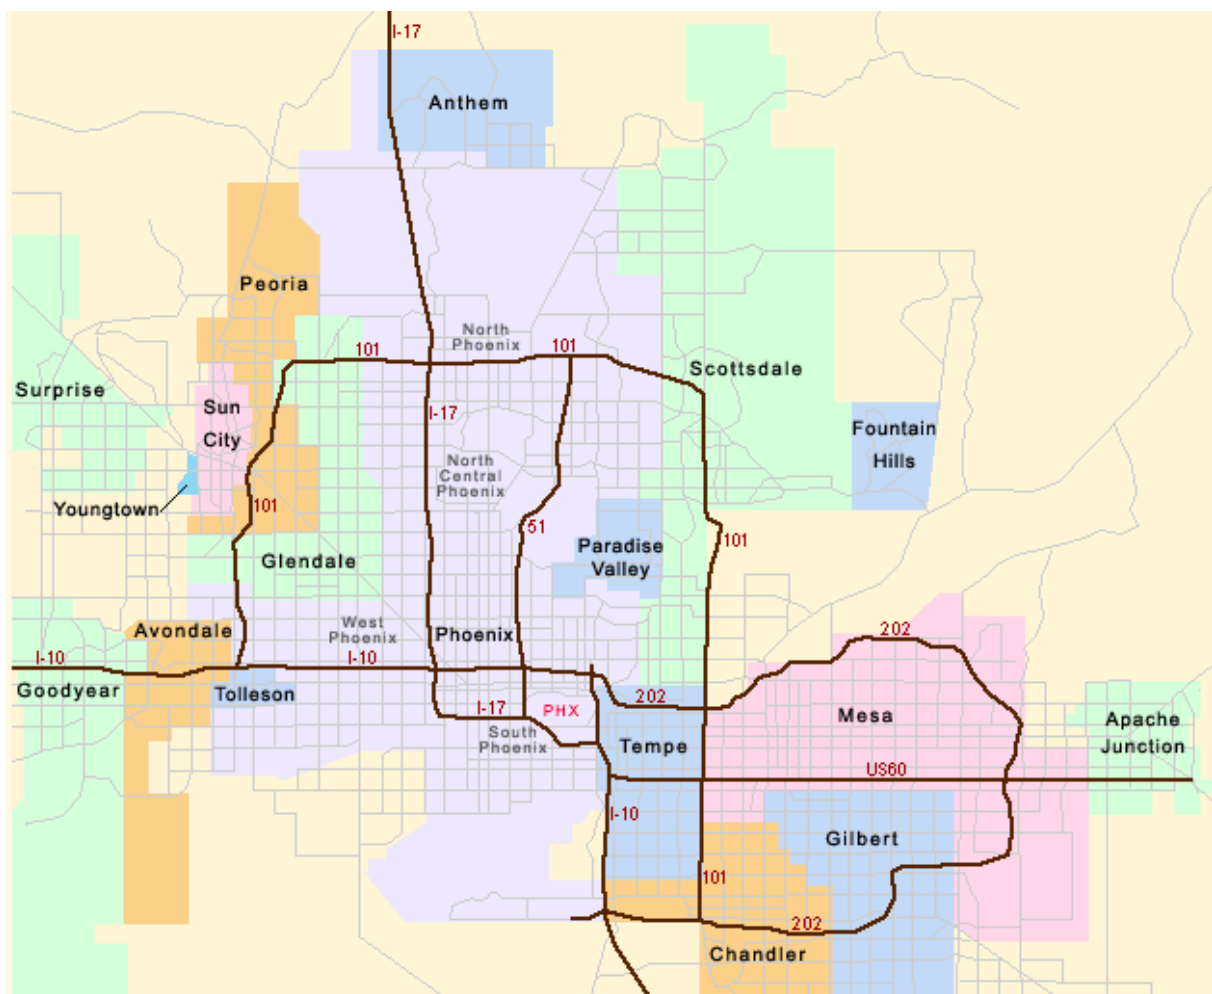 I-17
Anthem
Peoria
North
Phoenix
101
101
Scottsdale
Surprise
Sun
City
I-17
Fountain
Hills
North
Central
Phoenix
Youngtown
101
51
101
Paradise
Valley
Glendale
West
Phoenix
Phoenix
Avondale
202
I-10
I-10
Goodyear
Tolleson
202
I-17
PHX
Mesa
South
Phoenix
Tempe
Apache
Junction
US60
I-10
Gilbert
101
202
Chandler